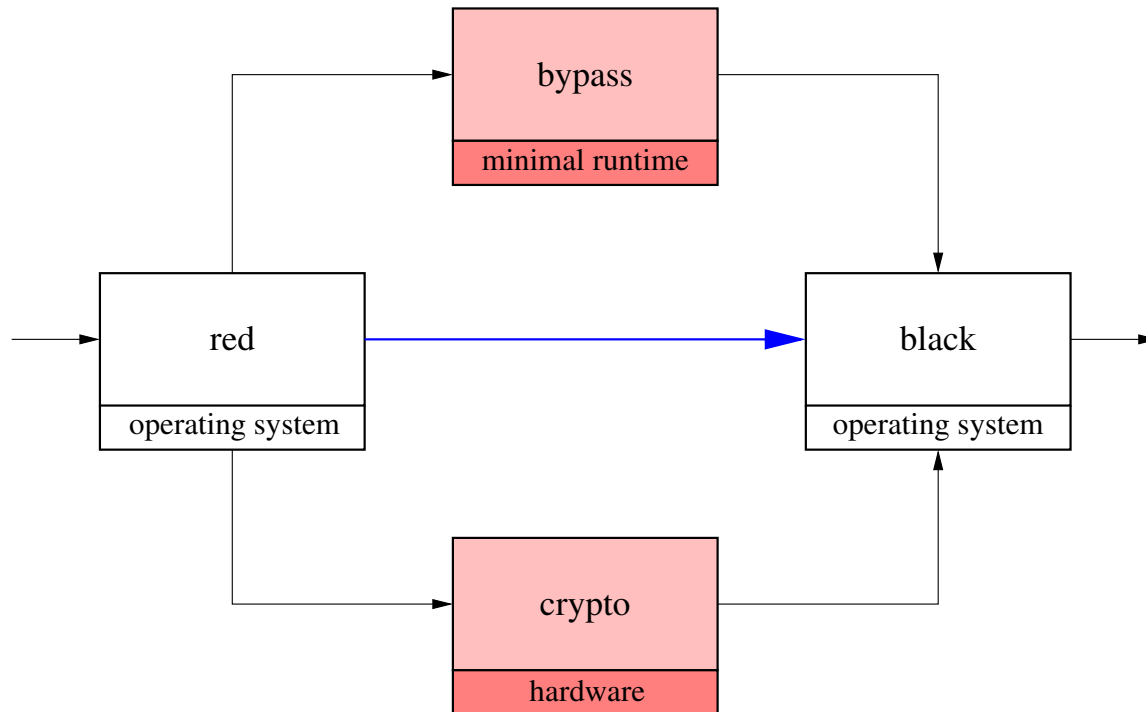 bypass
minimal runtime
red
operating system
black
operating system
crypto
hardware